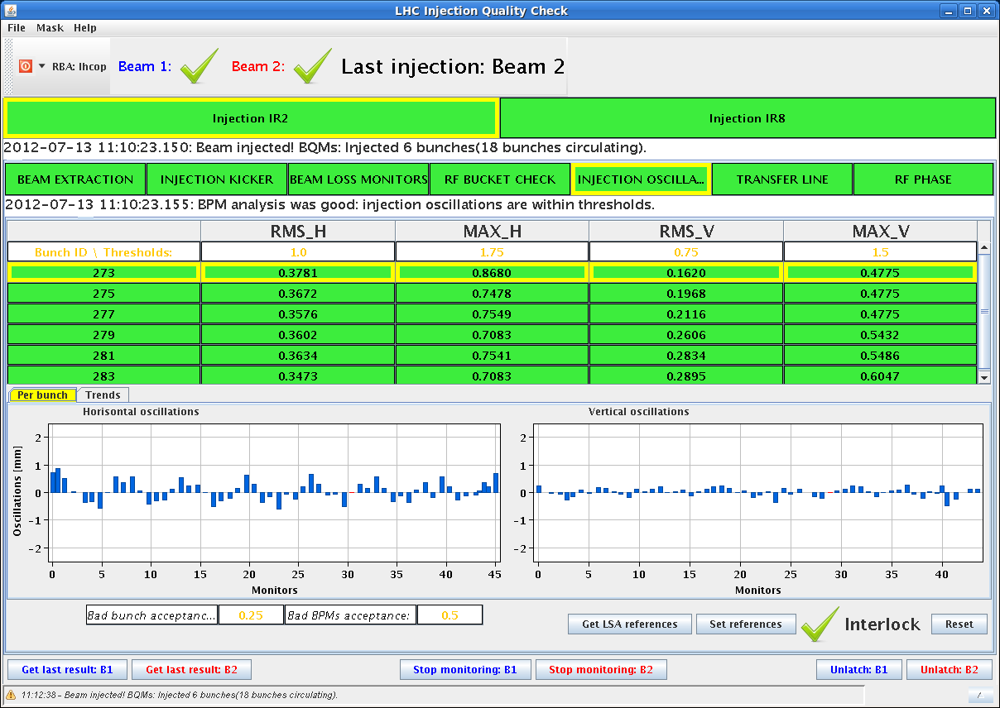 LHC Injection Quality Check
File Mask Help
RBA: lhcop Beam 1: Beam 2: Last injection: Beam 2
Injection IR2 Injection IR8
2012-07-13 11:10:23.150: Beam injected! BQMs: Injected 6 bunches(18 bunches circulating).
BEAM EXTRACTION INJECTION KICKER BEAM LOSS MONITORS RF BUCKET CHECK INJECTION OSCILLA... TRANSFER LINE RF PHASE
2012-07-13 11:10:23.155: BPM analysis was good: injection oscillations are within thresholds.
RMS_H MAX_H RMS_V MAX_V
Bunch ID \ Thresholds: 1.0 1.75 0.75 1.5
273 0.3781 0.8680 0.1620 0.4775
275 0.3672 0.7478 0.1968 0.4775
277 0.3576 0.7549 0.2116 0.4775
279 0.3602 0.7083 0.2606 0.5432
281 0.3634 0.7541 0.2834 0.5486
283 0.3473 0.7083 0.2895 0.6047
Per bunch Trends
Horisontal oscillations Vertical oscillations
Oscillations [mm]
2 2
1 1
0 0
-1 -1
-2 -2
0 5 10 15 20 25 30 35 40 45 0 5 10 15 20 25 30 35 40
Monitors Monitors
Bad bunch acceptanc... 0.25 Bad BPMs acceptance: 0.5
Get LSA references Set references Interlock Reset
Get last result: B1 Get last result: B2 Stop monitoring: B1 Stop monitoring: B2 Unlatch: B1 Unlatch: B2
11:12:38 - Beam injected! BQMs: Injected 6 bunches(18 bunches circulating).